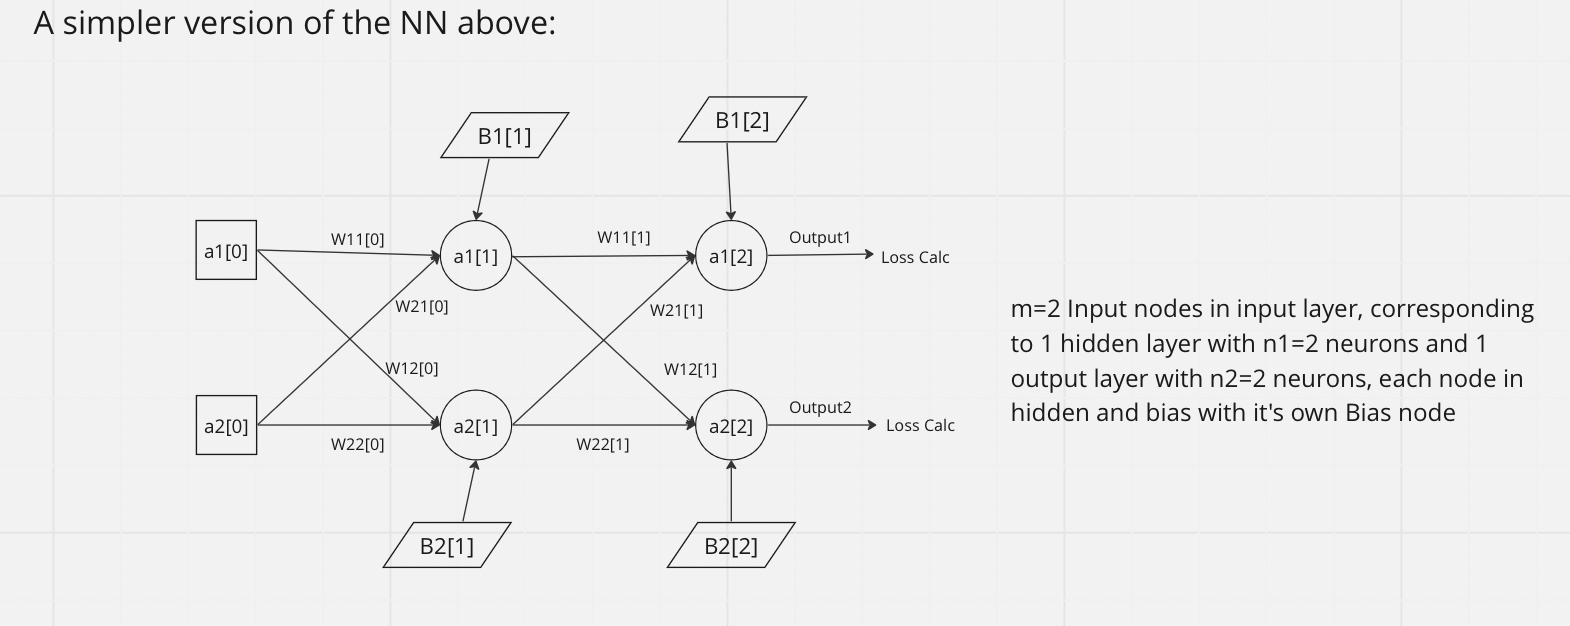 A simpler version of the NN above:
B1[1]
B1[2]
a1[0]
W11[0]
a1[1]
W11[1]
a1[2]
Output1
Loss Calc
W21[0]
W21[1]
W12[0]
W12[1]
a2[0]
W22[0]
a2[1]
W22[1]
a2[2]
Output2
Loss Calc
B2[1]
B2[2]
m=2 Input nodes in input layer, corresponding
to 1 hidden layer with n1=2 neurons and 1
output layer with n2=2 neurons, each node in
hidden and bias with it's own Bias node